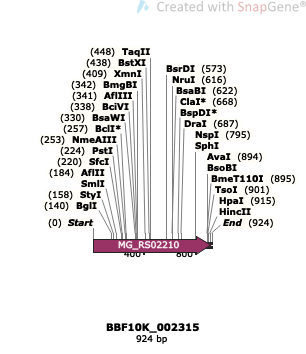 Created with SnapGene®
(448) TaqII
(438) BstXI
(409) XmnI
(342) BmgBI
(341) AflIII
(338) BciVI
(330) BsaWI
(257) BclI*
(253) NmeAIII
(224) PstI
(220) SfcI
(184) AflII
SmlI
(158) StyI
(140) BglI
(0) Start
BsrDI (573)
NruI (616)
BsaBI (622)
ClaI* (668)
BspDI*
DraI (687)
NspI (795)
SphI
AvaI (894)
BsoBI
BmeT110I (895)
TsoI (901)
HpaI (915)
HincII
End (924)
MG_RS02210
400
800
BBF10K_002315
924 bp